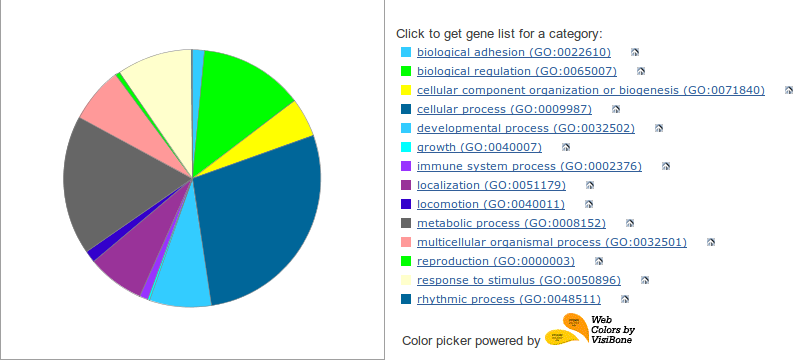 Click to get gene list for a category:
biological adhesion (GO:0022610)
biological regulation (GO:0065007)
cellular component organization or biogenesis (GO:0071840)
cellular process (GO:0009987)
developmental process (GO:0032502)
growth (GO:0040007)
immune system process (GO:0002376)
localization (GO:0051179)
locomotion (GO:0040011)
metabolic process (GO:0008152)
multicellular organismal process (GO:0032501)
reproduction (GO:0000003)
response to stimulus (GO:0050896)
rhythmic process (GO:0048511)
Color picker powered by
Web
Colors by
VisiBone